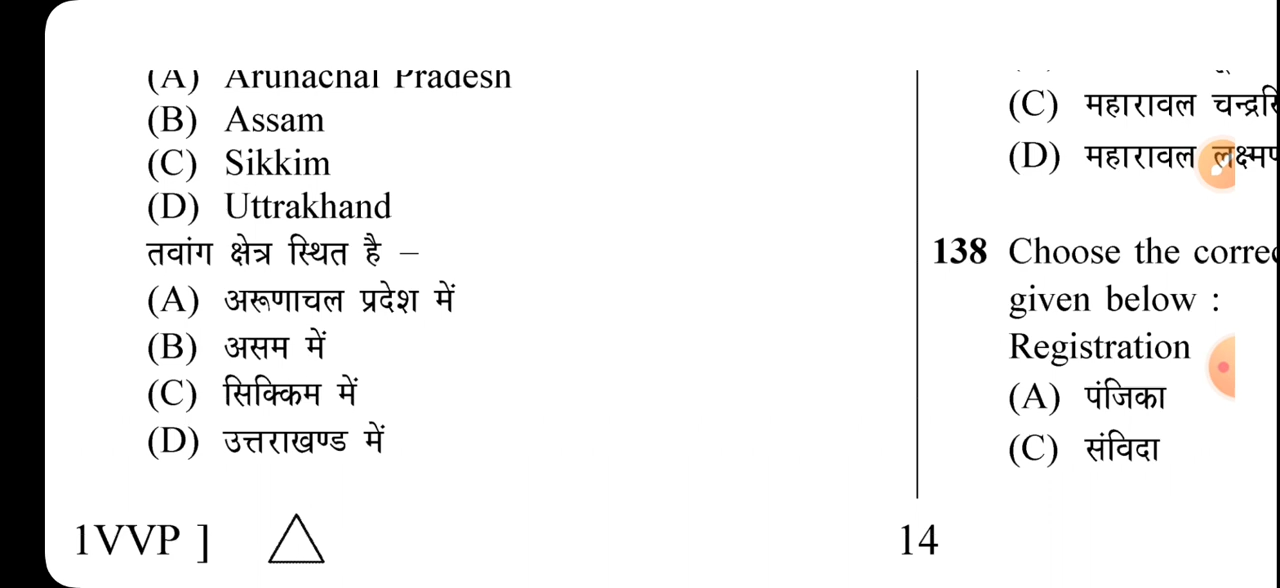 (A) Arunachal Pradesh
(B) Assam
(C) Sikkim
(D) Uttrakhand
तवांग क्षेत्र स्थित है –
(A) अरूणाचल प्रदेश में
(B) असम में
(C) सिक्किम में
(D) उत्तराखण्ड में
(C) महारावल
(D) महारावल
138 Choose the
given below :
Registration
(A) पंजिका
(C) संविदा
1VVP ]
14